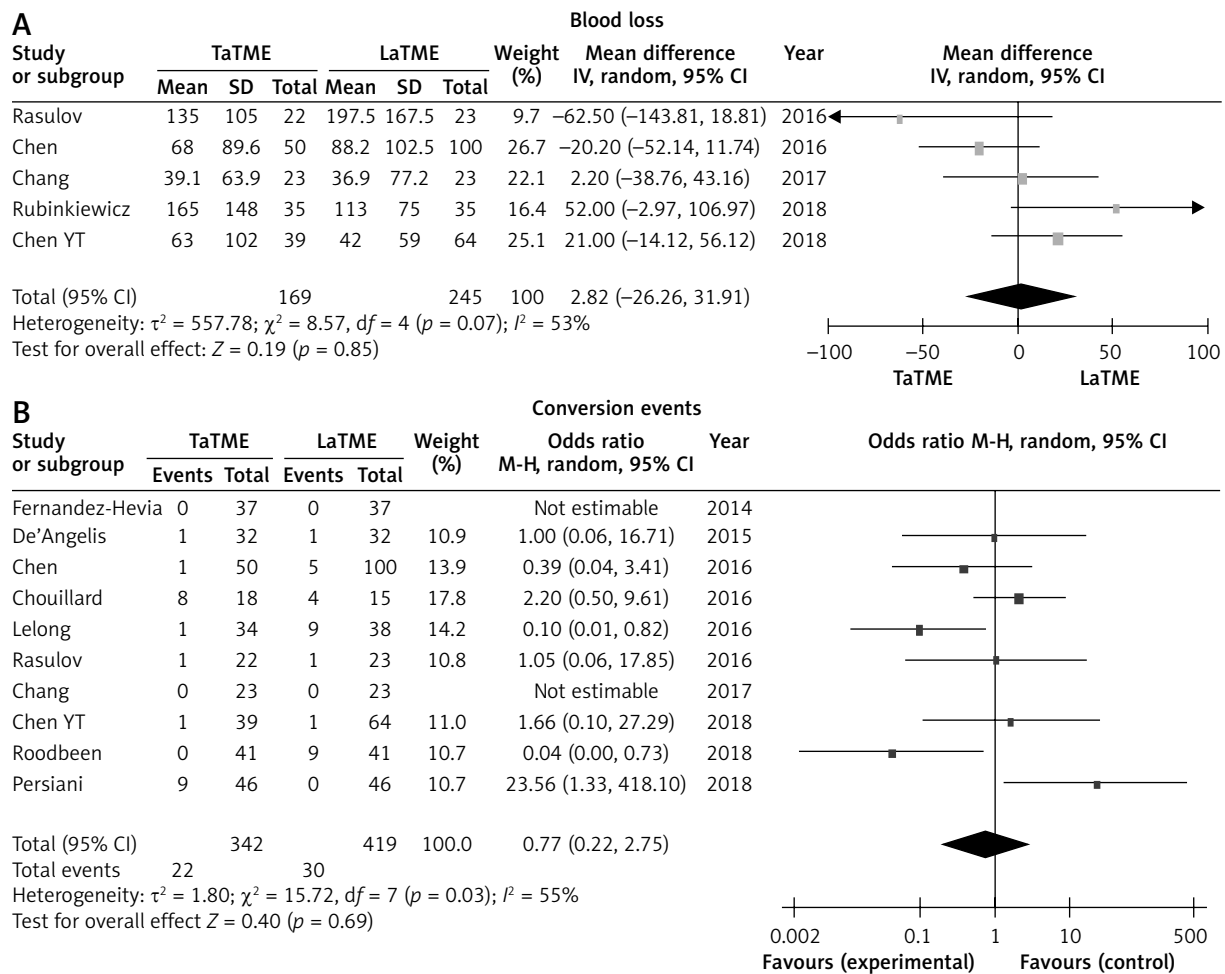 A
Blood loss
Study or subgroup TaTME LaTME Weight (%) Mean difference IV, random, 95% CI Year Mean difference IV, random, 95% CI
Mean SD Total Mean SD Total
Rasulov 135 105 22 197.5 167.5 23 9.7 −62.50 (−143.81, 18.81) 2016
Chen 68 89.6 50 88.2 102.5 100 26.7 −20.20 (−52.14, 11.74) 2016
Chang 39.1 63.9 23 36.9 77.2 23 22.1 2.20 (−38.76, 43.16) 2017
Rubinkiewicz 165 148 35 113 75 35 16.4 52.00 (−2.97, 106.97) 2018
Chen YT 63 102 39 42 59 64 25.1 21.00 (−14.12, 56.12) 2018
Total (95% CI) 169 245 100 2.82 (−26.26, 31.91)
Heterogeneity: τ² = 557.78; χ² = 8.57, df = 4 (p = 0.07); I² = 53%
Test for overall effect: Z = 0.19 (p = 0.85)
−100 −50 0 50 100
TaTME LaTME
B
Conversion events
Study or subgroup TaTME LaTME Weight (%) Odds ratio M-H, random, 95% CI Year Odds ratio M-H, random, 95% CI
Events Total Events Total
Fernandez-Hevia 0 37 0 37 Not estimable 2014
De’Angelis 1 32 1 32 10.9 1.00 (0.06, 16.71) 2015
Chen 1 50 5 100 13.9 0.39 (0.04, 3.41) 2016
Chouillard 8 18 4 15 17.8 2.20 (0.50, 9.61) 2016
Lelong 1 34 9 38 14.2 0.10 (0.01, 0.82) 2016
Rasulov 1 22 1 23 10.8 1.05 (0.06, 17.85) 2016
Chang 0 23 0 23 Not estimable 2017
Chen YT 1 39 1 64 11.0 1.66 (0.10, 27.29) 2018
Roodbeen 0 41 9 41 10.7 0.04 (0.00, 0.73) 2018
Persiani 9 46 0 46 10.7 23.56 (1.33, 418.10) 2018
Total (95% CI) 342 419 100.0 0.77 (0.22, 2.75)
Total events 22 30
Heterogeneity: τ² = 1.80; χ² = 15.72, df = 7 (p = 0.03); I² = 55%
Test for overall effect Z = 0.40 (p = 0.69)
0.002 0.1 1 10 500
Favours (experimental) Favours (control)